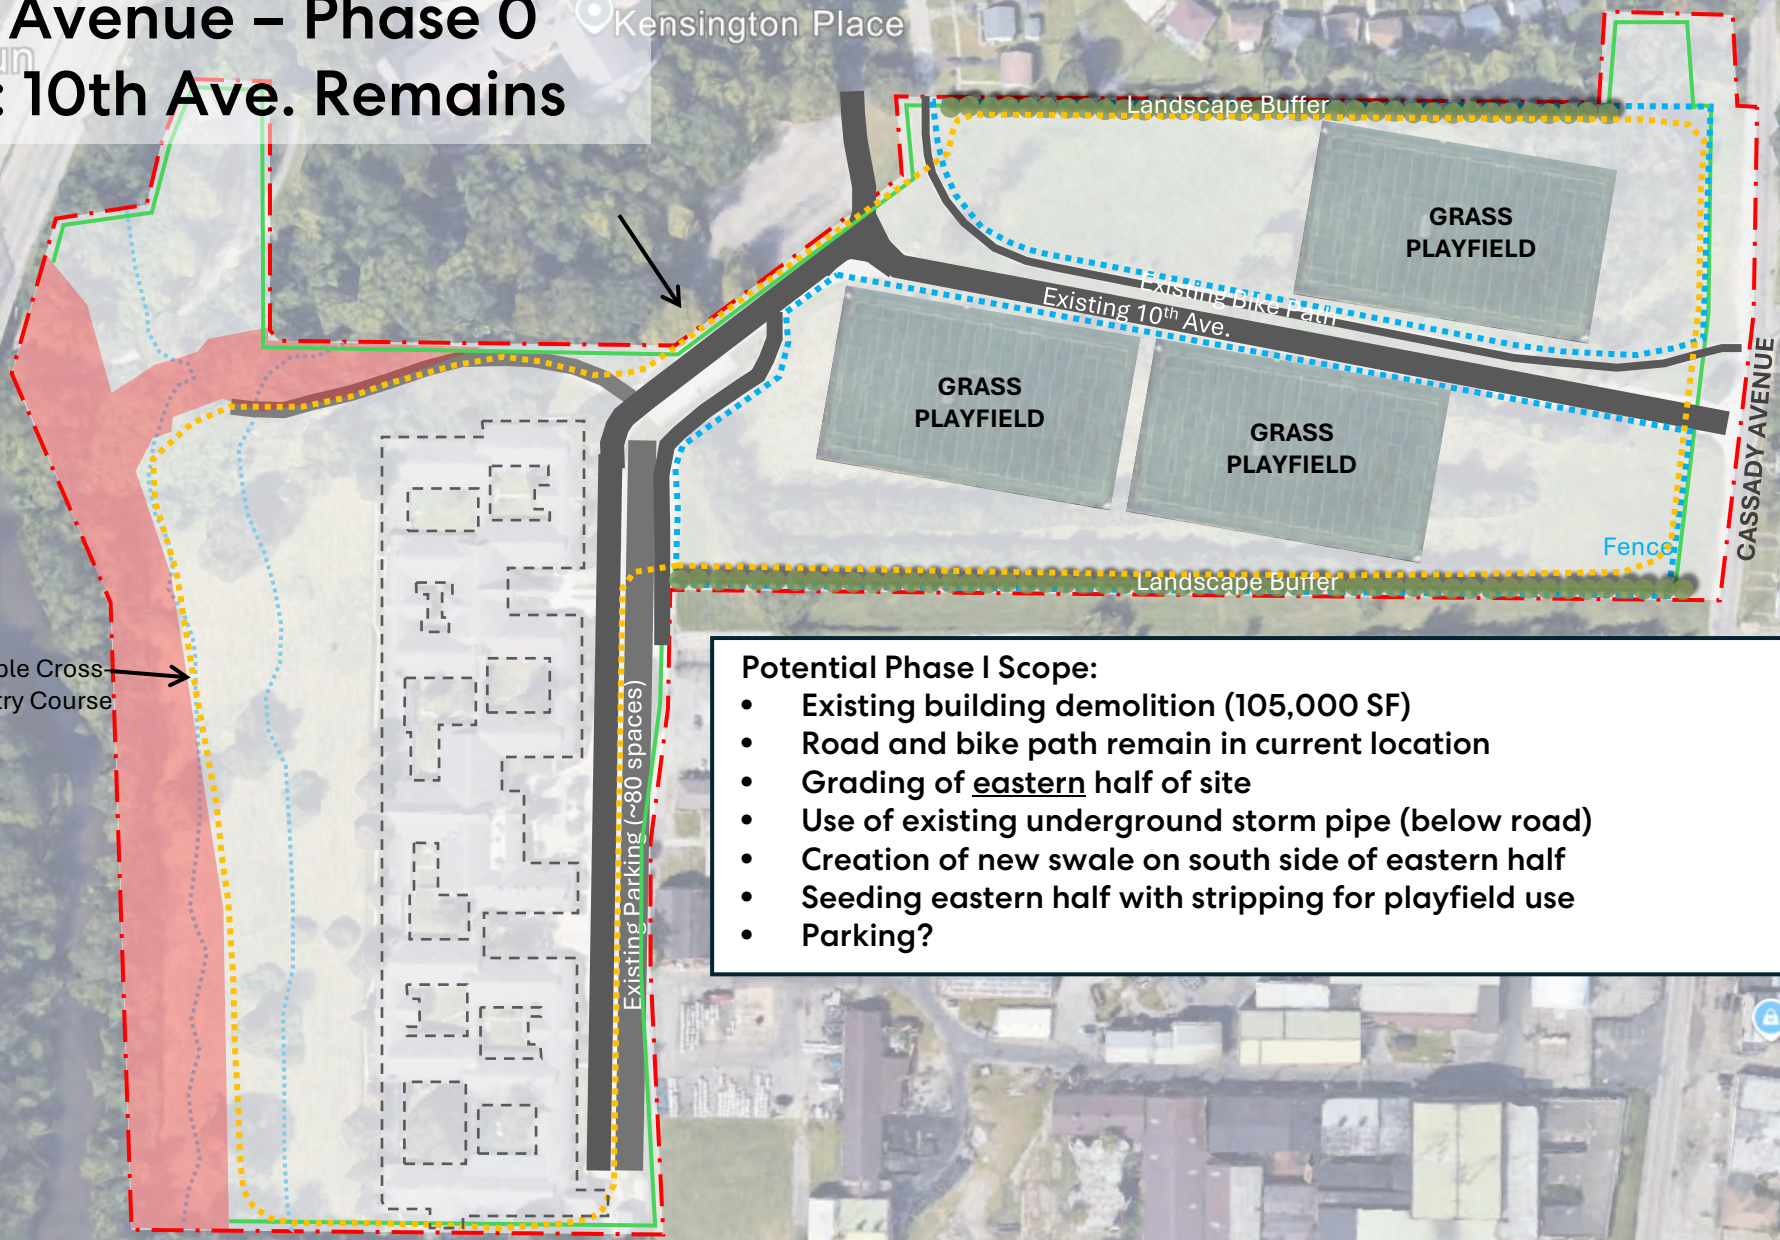 Avenue – Phase 0
: 10th Ave. Remains
Kensington Place
Landscape Buffer
GRASS
PLAYFIELD
Existing Bike Path
Existing 10th Ave.
GRASS
PLAYFIELD
GRASS
PLAYFIELD
CASSADY AVENUE
Fence
Landscape Buffer
ble Cross-
try Course
Existing Parking (~80 spaces)
Potential Phase I Scope:
• Existing building demolition (105,000 SF)
• Road and bike path remain in current location
• Grading of eastern half of site
• Use of existing underground storm pipe (below road)
• Creation of new swale on south side of eastern half
• Seeding eastern half with stripping for playfield use
• Parking?